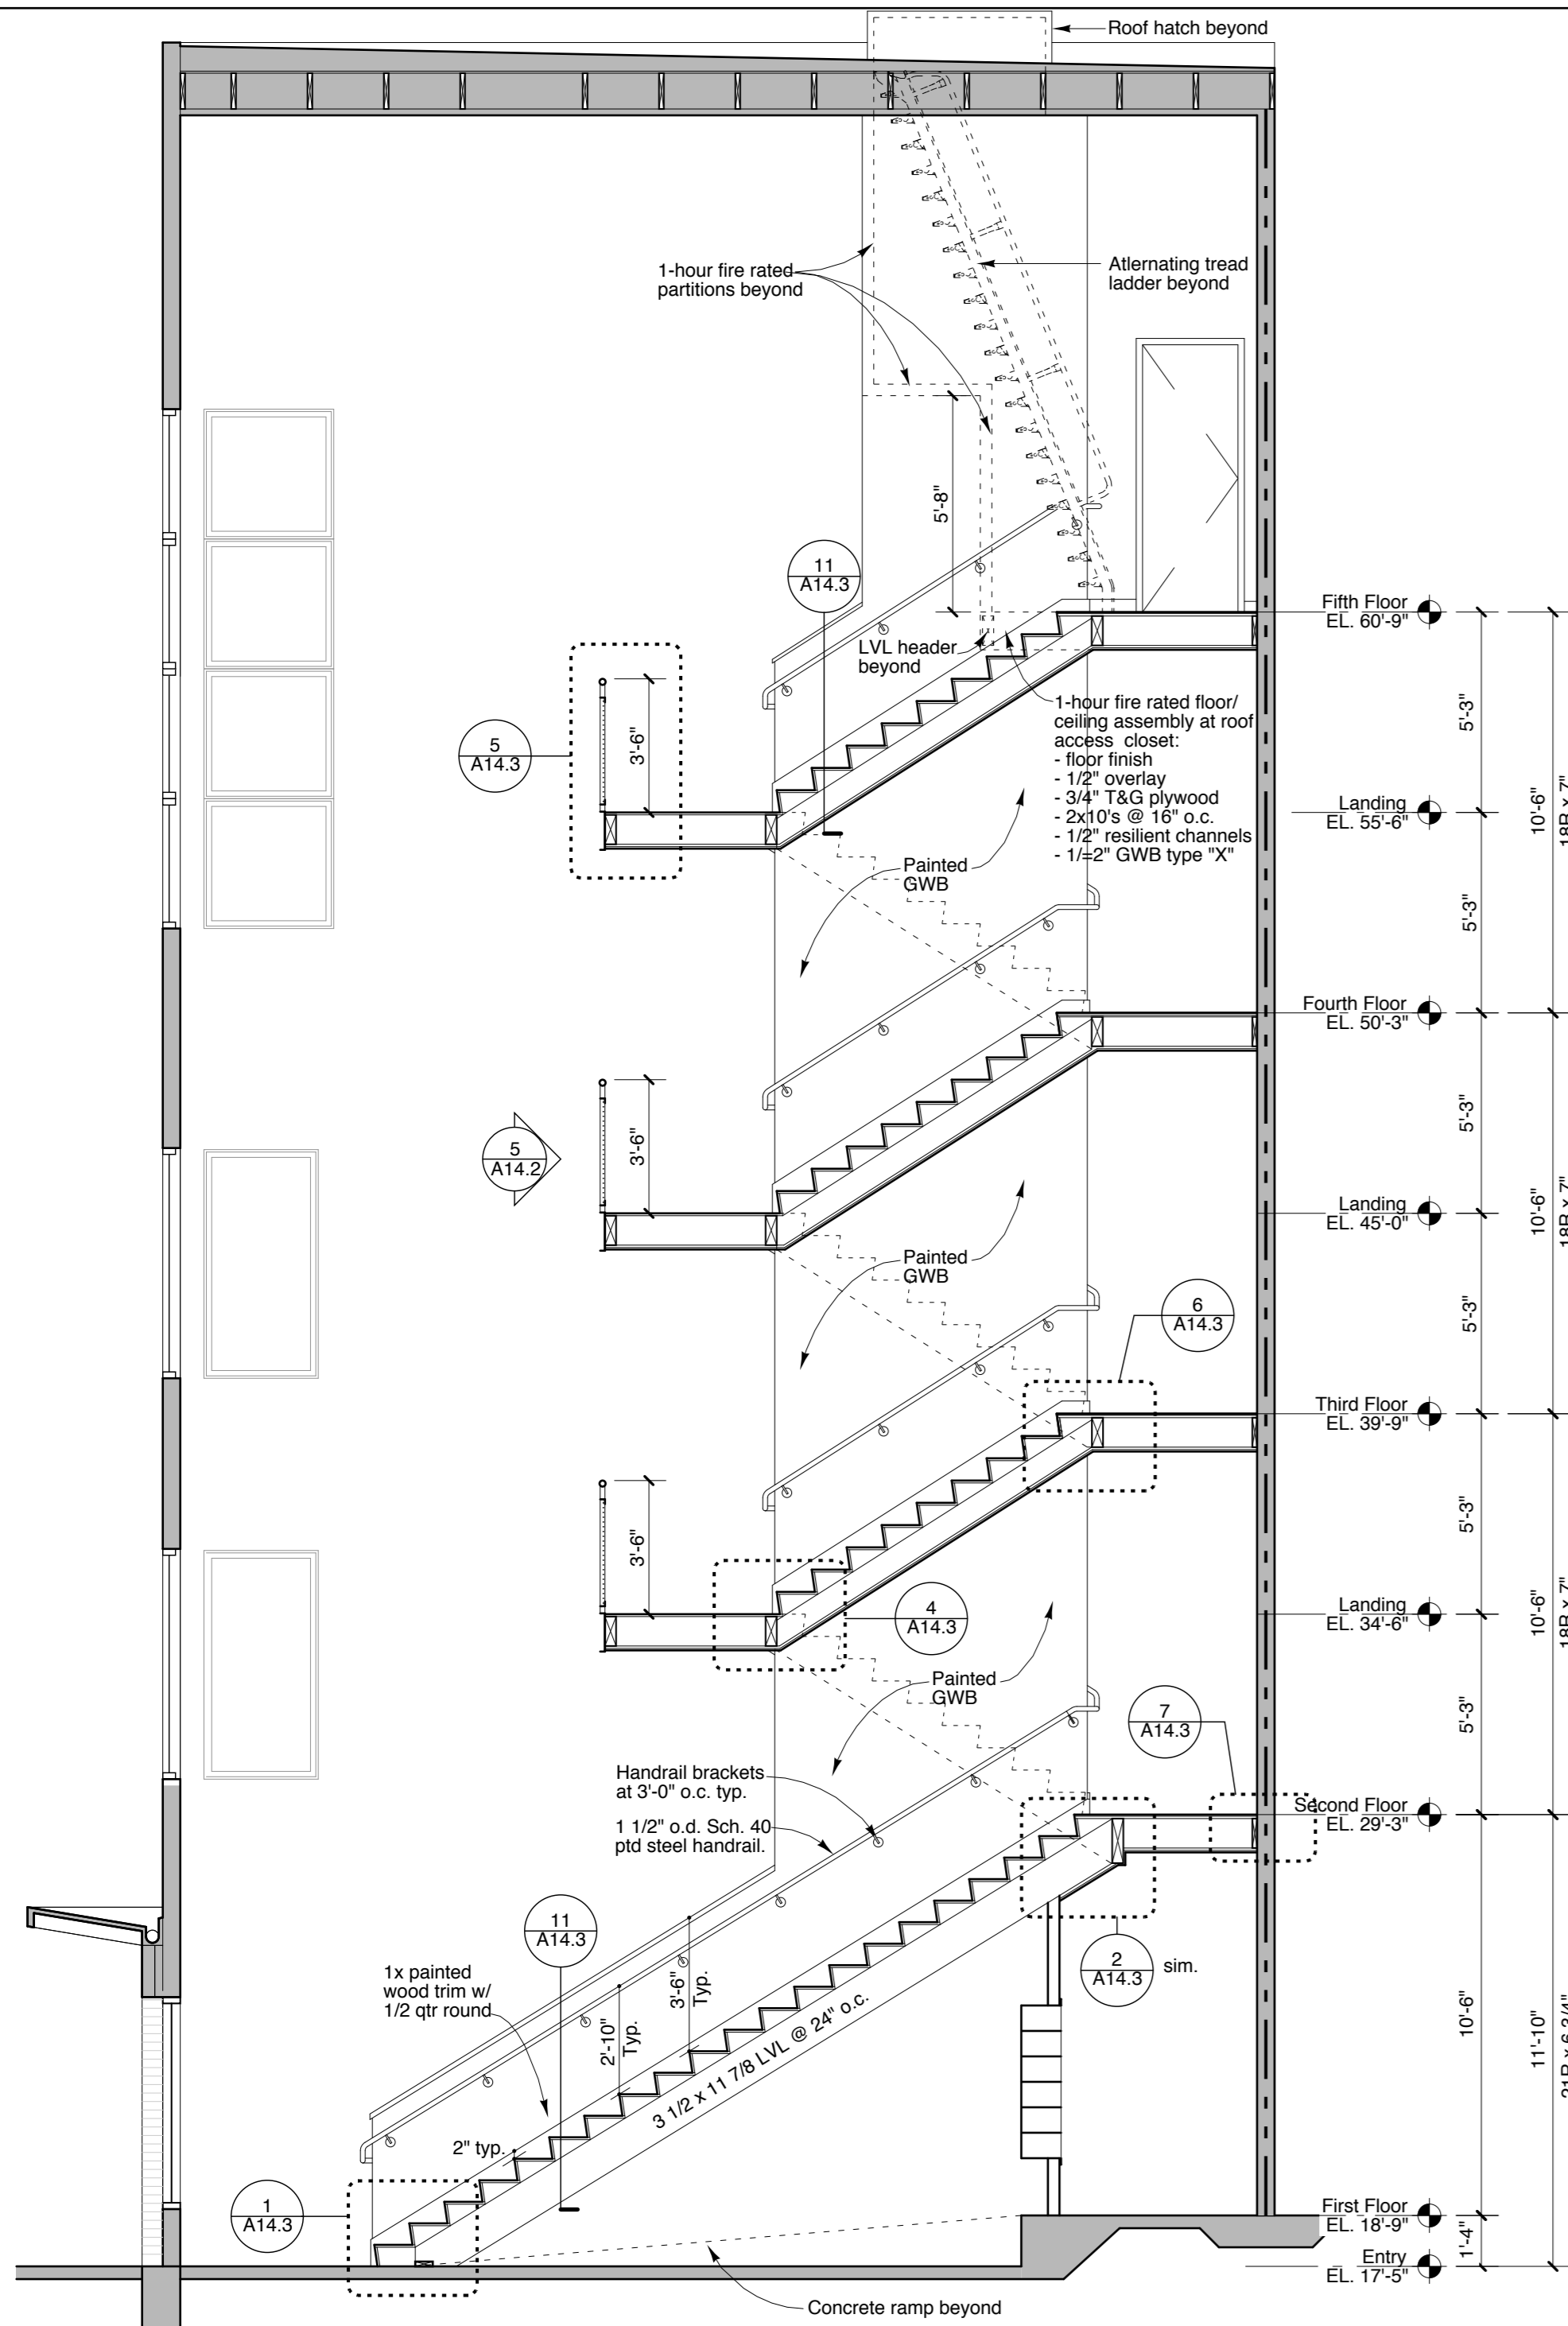 Roof hatch beyond
1-hour fire rated
partitions beyond
Atlernating tread
ladder beyond
5'-8"
11
A14.3
Fifth Floor
EL. 60'-9"
LVL header
beyond
5
A14.3
3'-6"
1-hour fire rated floor/
ceiling assembly at roof
access closet:
- floor finish
- 1/2" overlay
- 3/4" T&G plywood
- 2x10's @ 16" o.c.
- 1/2" resilient channels
- 1/=2" GWB type "X"
5'-3"
10'-6"
18R x 7"
Landing
EL. 55'-6"
Painted
GWB
5'-3"
Fourth Floor
EL. 50'-3"
5
A14.2
3'-6"
5'-3"
10'-6"
18R x 7"
Landing
EL. 45'-0"
Painted
GWB
5'-3"
6
A14.3
Third Floor
EL. 39'-9"
3'-6"
5'-3"
10'-6"
18R x 7"
4
A14.3
Landing
EL. 34'-6"
Painted
GWB
5'-3"
7
A14.3
Handrail brackets
at 3'-0" o.c. typ.
1 1/2" o.d. Sch. 40
ptd steel handrail.
Second Floor
EL. 29'-3"
11
A14.3
2
A14.3
sim.
1x painted
wood trim w/
1/2 qtr round
3'-6"
Typ.
2'-10"
Typ.
3 1/2 x 11 7/8 LVL @ 24" o.c.
10'-6"
11'-10"
21R x 6 3/4"
2" typ.
1
A14.3
First Floor
EL. 18'-9"
1'-4"
Entry
EL. 17'-5"
Concrete ramp beyond